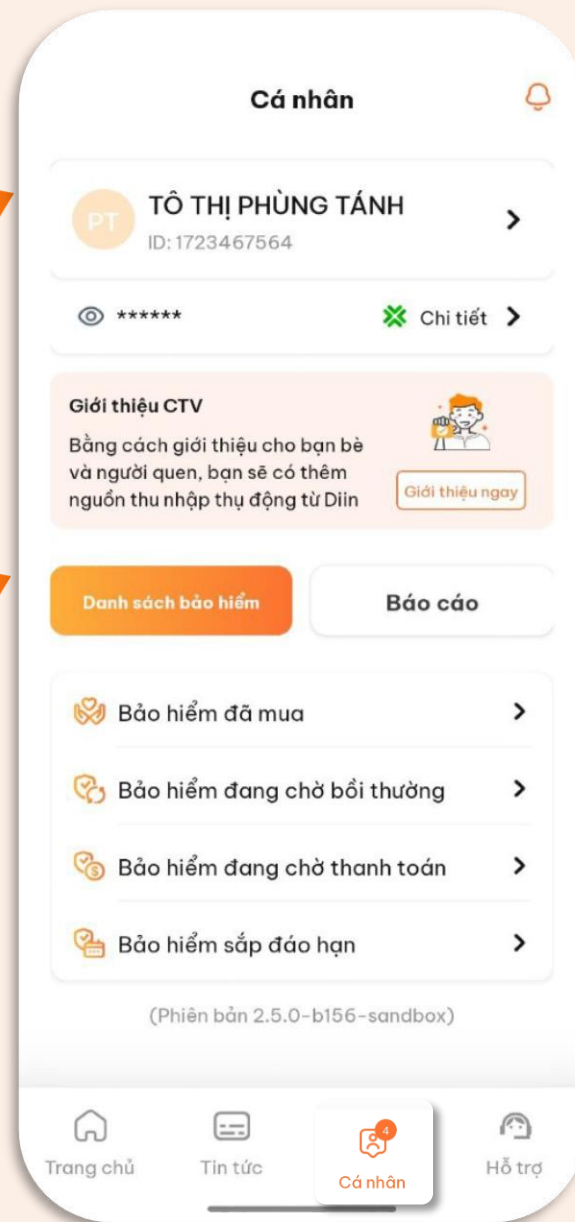 Cá nhân
PT
TÔ THỊ PHÙNG TÁNH
ID: 1723467564
******
Chi tiết
Giới thiệu CTV
Bằng cách giới thiệu cho bạn bè
và người quen, bạn sẽ có thêm
nguồn thu nhập thụ động từ Diin
Giới thiệu ngay
Danh sách bảo hiểm
Báo cáo
Bảo hiểm đã mua
Bảo hiểm đang chờ bồi thường
Bảo hiểm đang chờ thanh toán
Bảo hiểm sắp đáo hạn
(Phiên bản 2.5.0-b156-sandbox)
4
Trang chủ
Tin tức
Cá nhân
Hỗ trợ